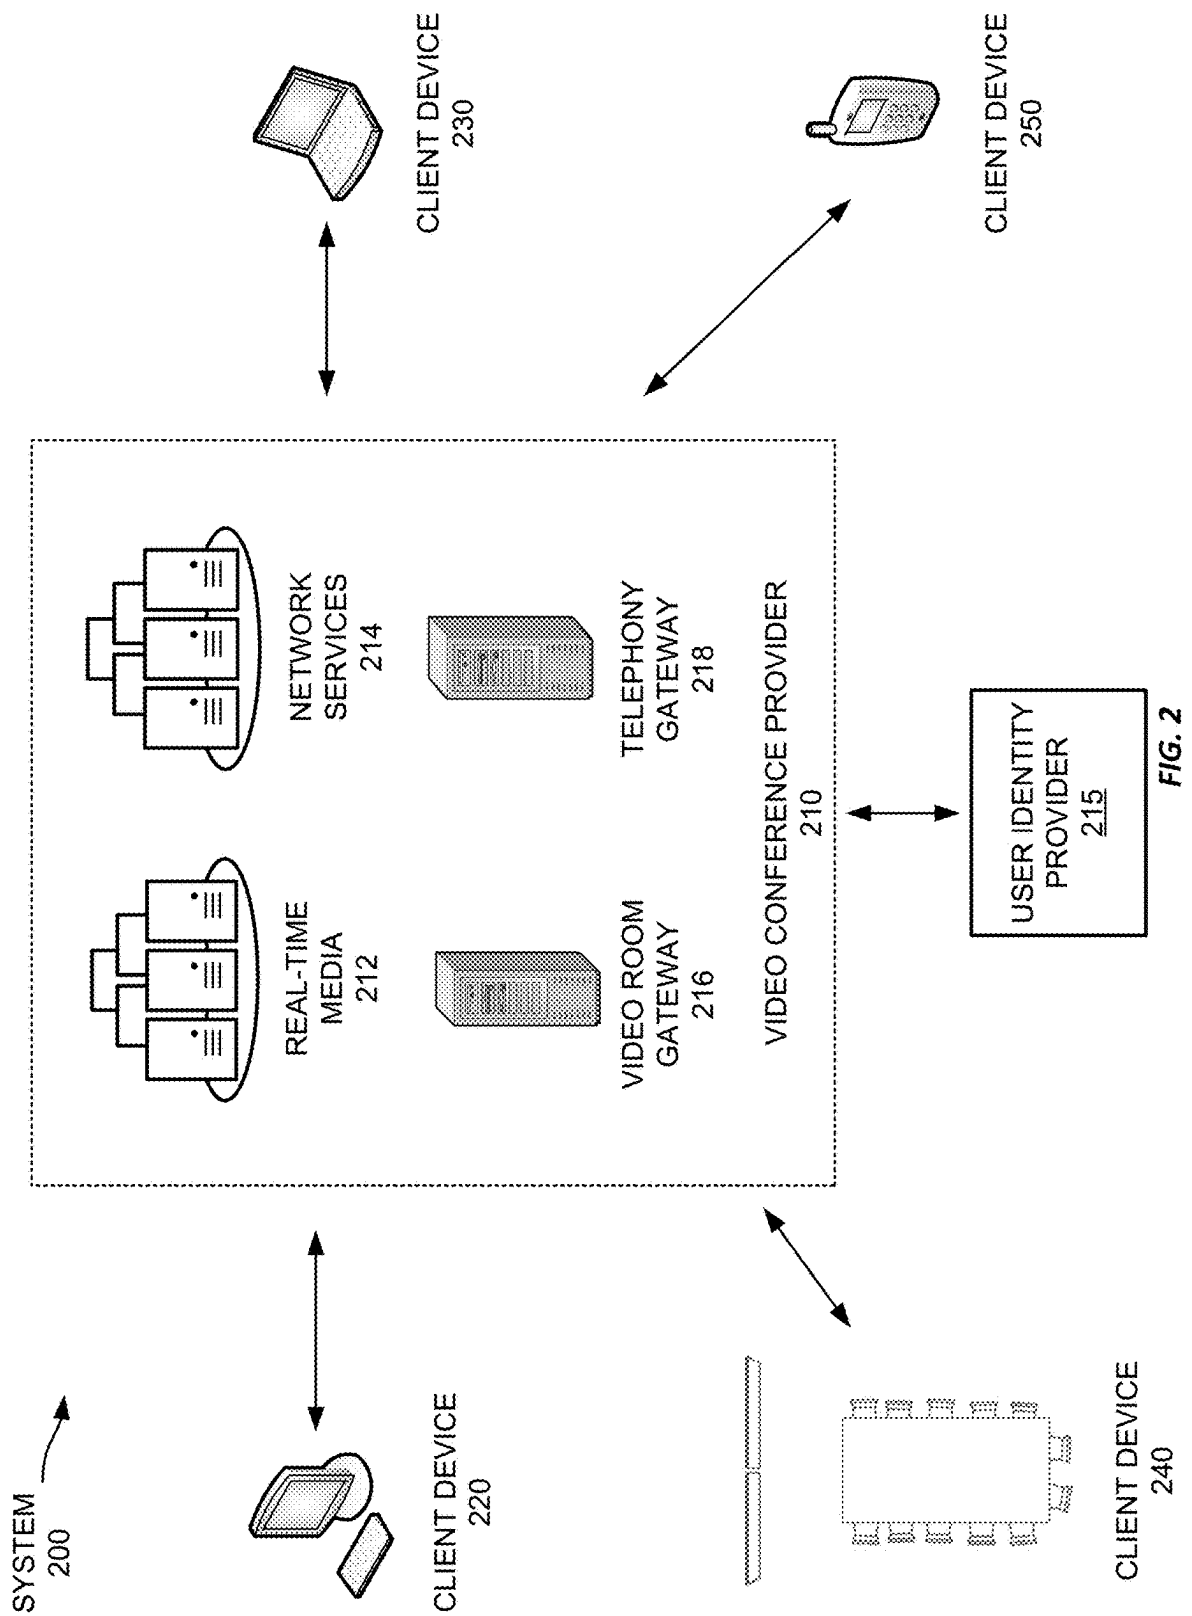 SYSTEM
200
CLIENT DEVICE
220
CLIENT DEVICE
230
REAL-TIME
MEDIA
212
NETWORK
SERVICES
214
VIDEO ROOM
GATEWAY
216
TELEPHONY
GATEWAY
218
VIDEO CONFERENCE PROVIDER
210
CLIENT DEVICE
240
CLIENT DEVICE
250
USER IDENTITY
PROVIDER
215
FIG. 2